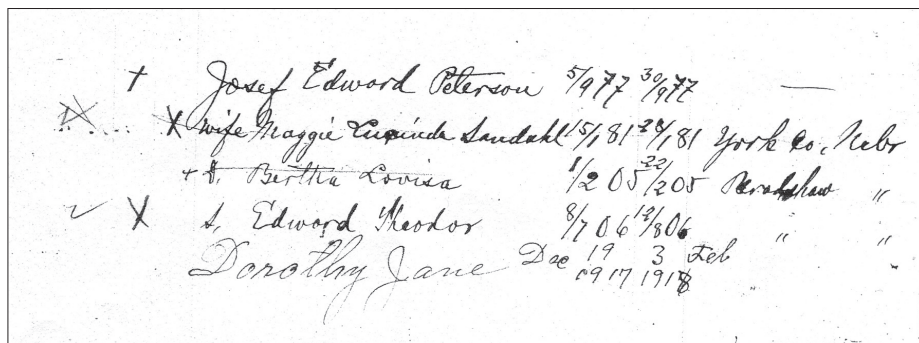 † Josef Edward Peterson 5/9 77 30/9 77 —
X wife Maggie Lucinda Sandahl 15/1 81 28/1 81 York Co, Nebr
+ D. Bertha Lovisa 1/2 05 22/2 05 Bradshaw "
✓ X S. Edward Theodor 8/7 06 12/8 06 " "
Dorothy Jane Dec 19 3 Feb
1917 1918 " "